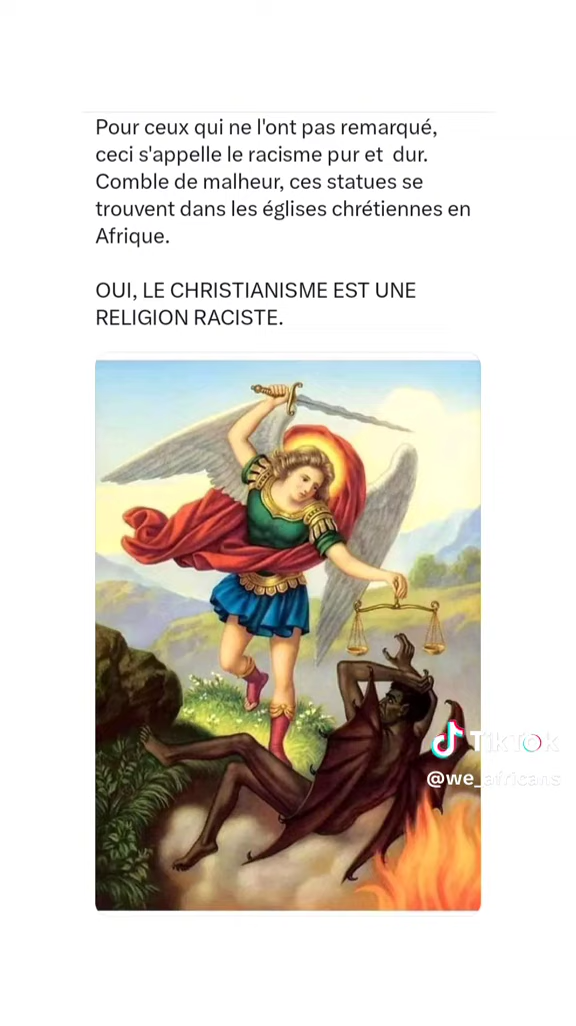 Pour ceux qui ne l'ont pas remarqué,
ceci s'appelle le racisme pur et dur.
Comble de malheur, ces statues se
trouvent dans les églises chrétiennes en
Afrique.
OUI, LE CHRISTIANISME EST UNE
RELIGION RACISTE.
TikTok
@we_africans